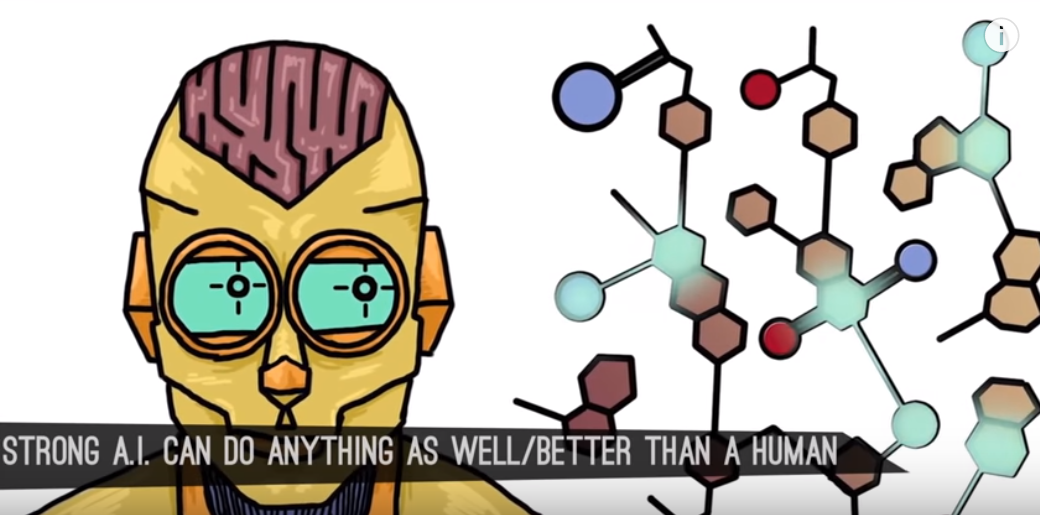 i
STRONG A.I. CAN DO ANYTHING AS WELL/BETTER THAN A HUMAN